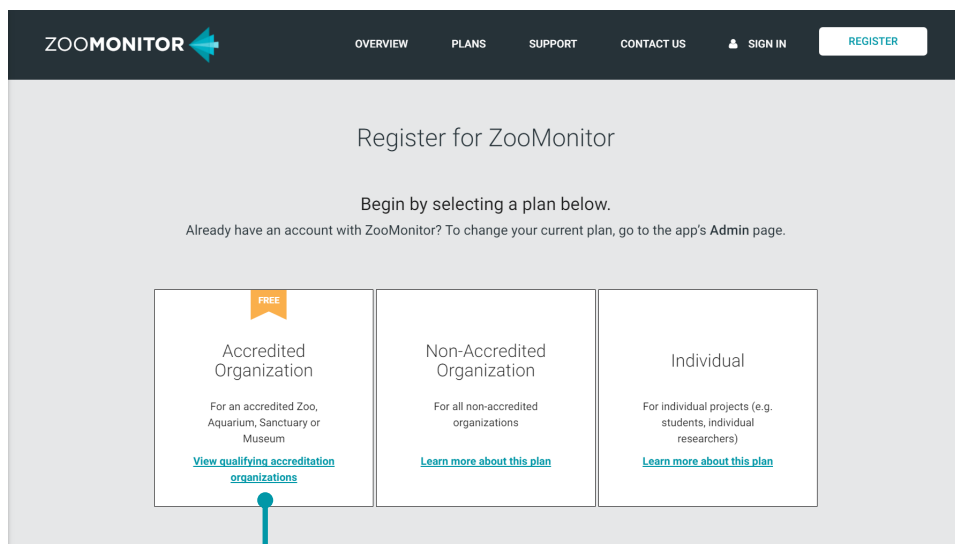 ZOOMONITOR
OVERVIEW PLANS SUPPORT CONTACT US SIGN IN REGISTER
Register for ZooMonitor
Begin by selecting a plan below.
Already have an account with ZooMonitor? To change your current plan, go to the app's Admin page.
FREE
Accredited
Organization
For an accredited Zoo,
Aquarium, Sanctuary or
Museum
View qualifying accreditation
organizations
Non-Accredited
Organization
For all non-accredited
organizations
Learn more about this plan
Individual
For individual projects (e.g.
students, individual
researchers)
Learn more about this plan